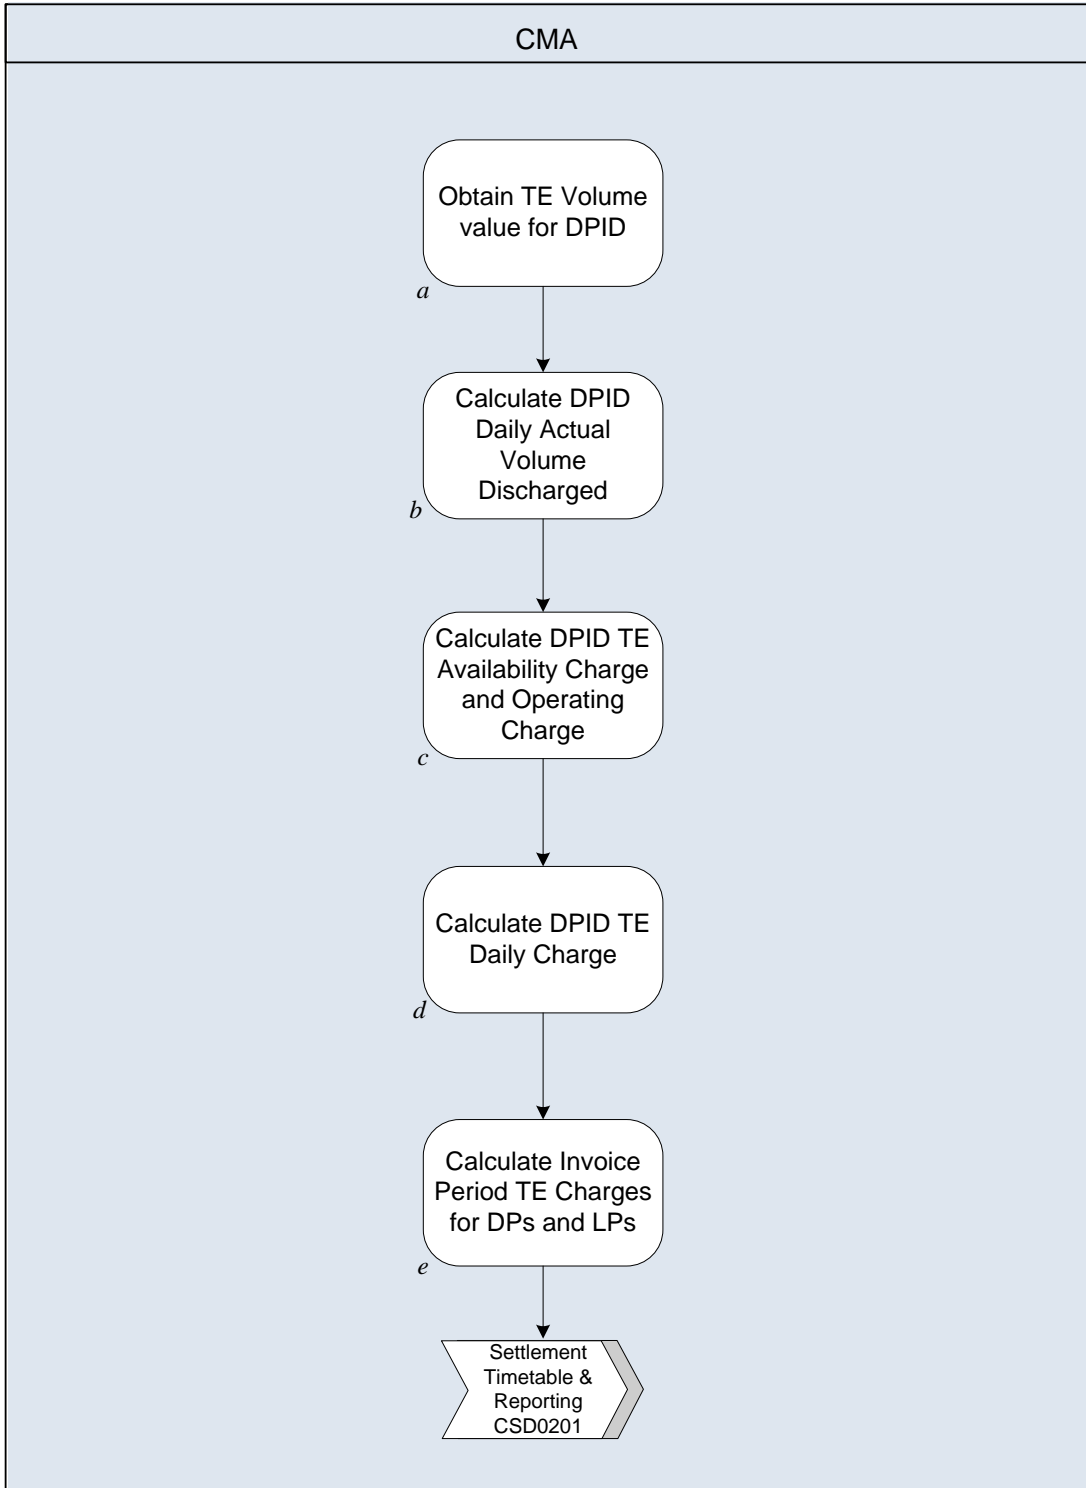 CMA
Obtain TE Volume
value for DPID
a
Calculate DPID
Daily Actual
Volume
Discharged
b
Calculate DPID TE
Availability Charge
and Operating
Charge
c
Calculate DPID TE
Daily Charge
d
Calculate Invoice
Period TE Charges
for DPs and LPs
e
Settlement
Timetable &
Reporting
CSD0201